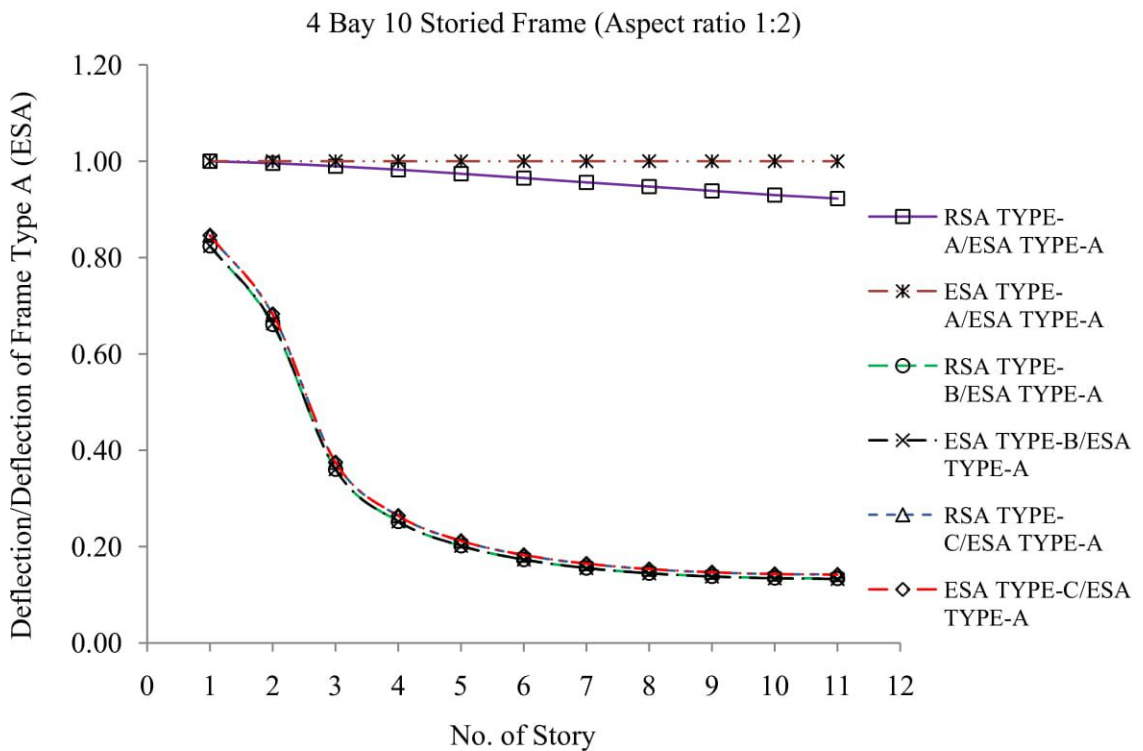 4 Bay 10 Storied Frame (Aspect ratio 1:2)
Deflection/Deflection of Frame Type A (ESA)
1.20
1.00
0.80
0.60
0.40
0.20
0.00
0 1 2 3 4 5 6 7 8 9 10 11 12
No. of Story
RSA TYPE-
A/ESA TYPE-A
ESA TYPE-
A/ESA TYPE-A
RSA TYPE-
B/ESA TYPE-A
ESA TYPE-B/ESA
TYPE-A
RSA TYPE-
C/ESA TYPE-A
ESA TYPE-C/ESA
TYPE-A